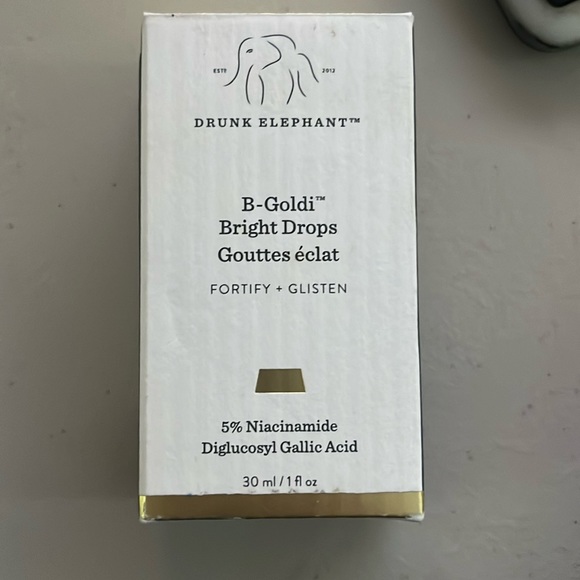 ESTD 2012
DRUNK ELEPHANT™
B-Goldi™
Bright Drops
Gouttes éclat
FORTIFY + GLISTEN
5% Niacinamide
Diglucosyl Gallic Acid
30 ml / 1 fl oz